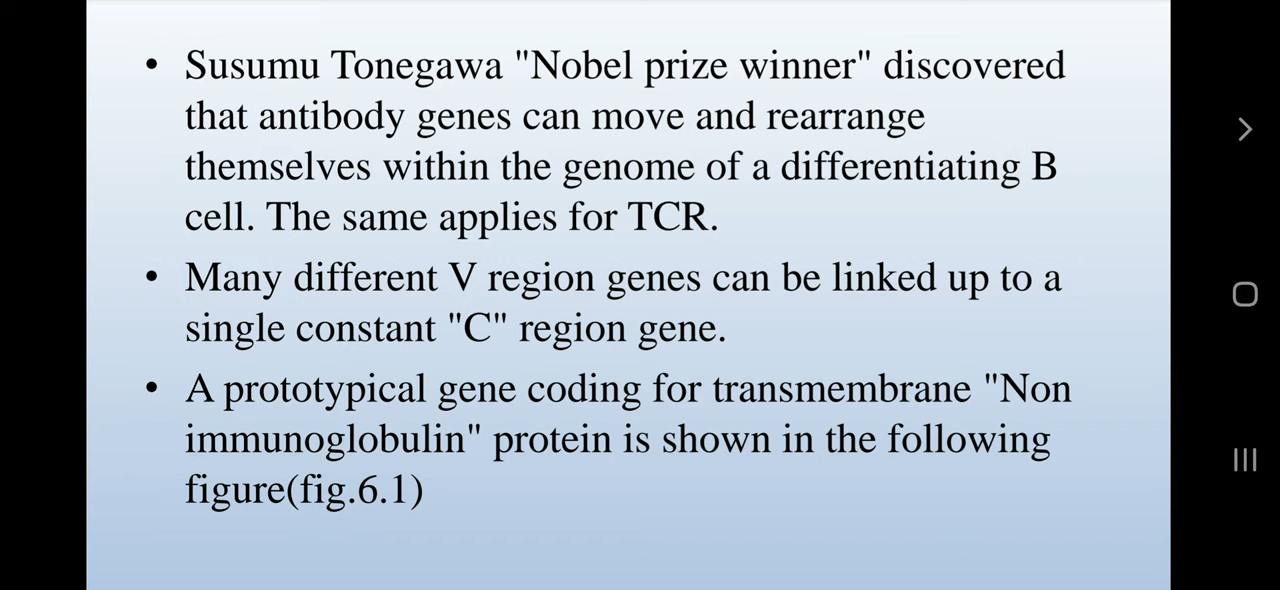 • Susumu Tonegawa "Nobel prize winner" discovered
that antibody genes can move and rearrange
themselves within the genome of a differentiating B
cell. The same applies for TCR.
• Many different V region genes can be linked up to a
single constant "C" region gene.
• A prototypical gene coding for transmembrane "Non
immunoglobulin" protein is shown in the following
figure(fig.6.1)